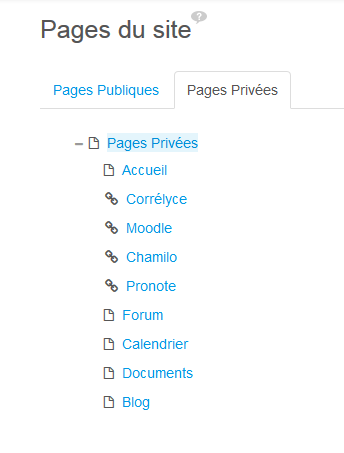 Pages du site ?
Pages Publiques Pages Privées
Pages Privées
Accueil
Corrélyce
Moodle
Chamilo
Pronote
Forum
Calendrier
Documents
Blog